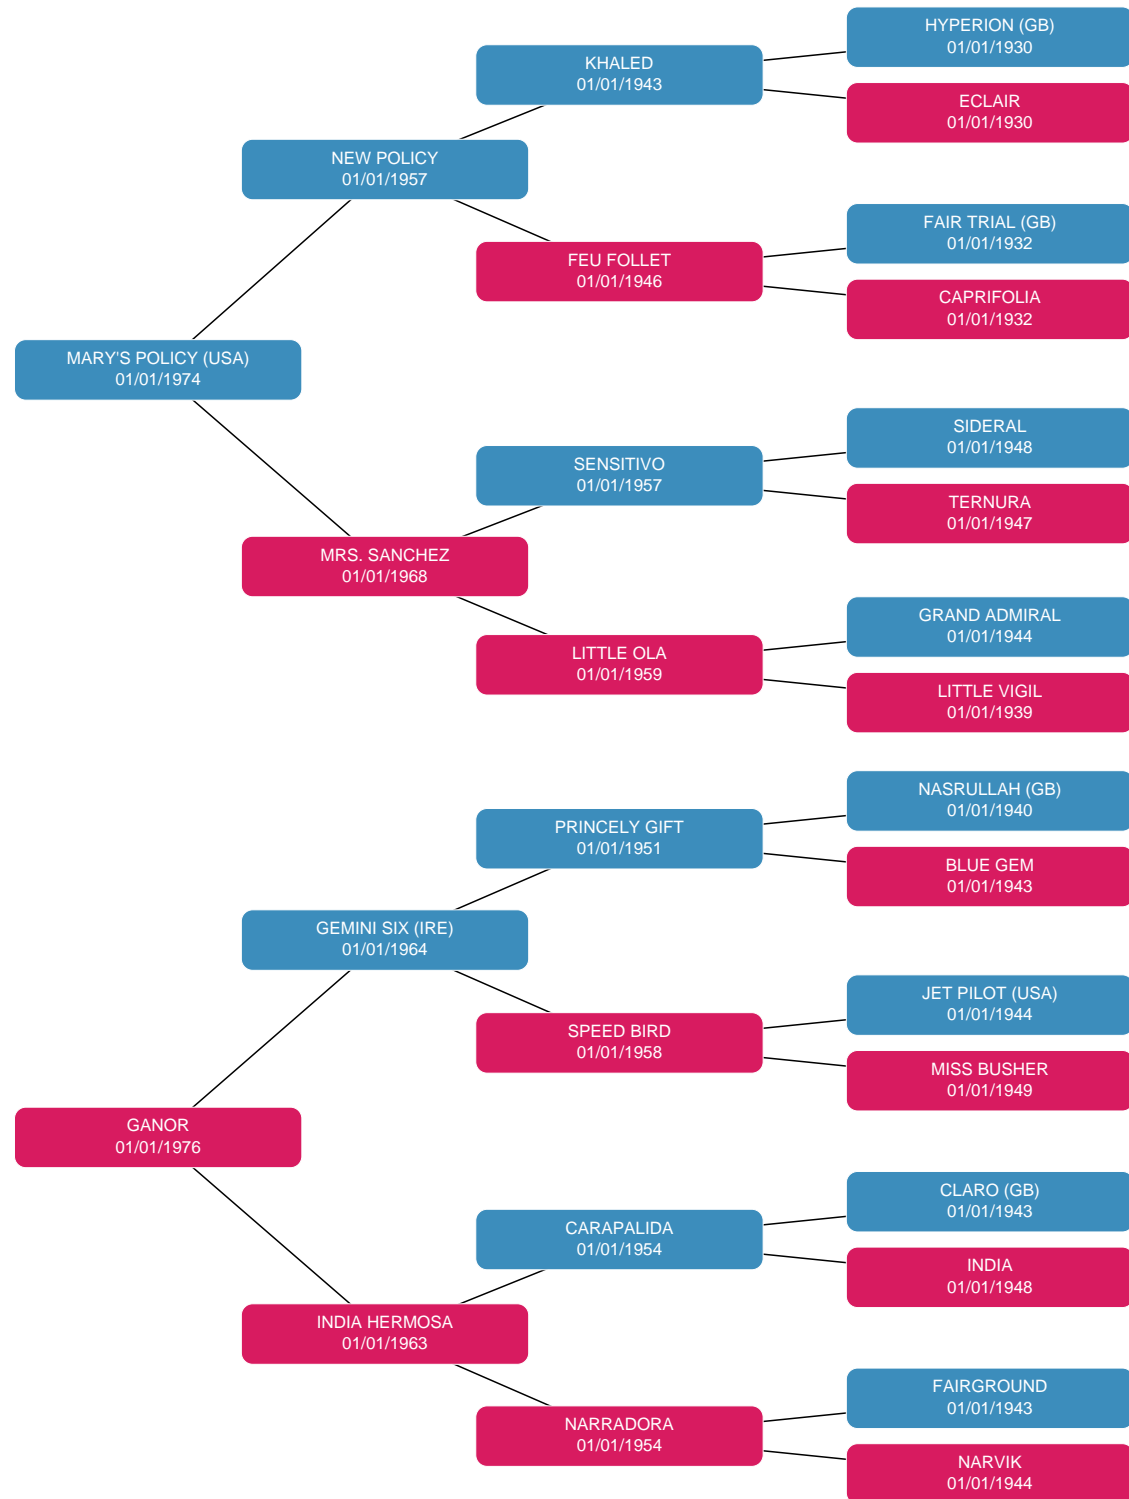 HYPERION (GB)
01/01/1930
KHALED
01/01/1943
ECLAIR
01/01/1930
NEW POLICY
01/01/1957
FAIR TRIAL (GB)
01/01/1932
FEU FOLLET
01/01/1946
CAPRIFOLIA
01/01/1932
MARY'S POLICY (USA)
01/01/1974
SIDERAL
01/01/1948
SENSITIVO
01/01/1957
TERNURA
01/01/1947
MRS. SANCHEZ
01/01/1968
GRAND ADMIRAL
01/01/1944
LITTLE OLA
01/01/1959
LITTLE VIGIL
01/01/1939
NASRULLAH (GB)
01/01/1940
PRINCELY GIFT
01/01/1951
BLUE GEM
01/01/1943
GEMINI SIX (IRE)
01/01/1964
JET PILOT (USA)
01/01/1944
SPEED BIRD
01/01/1958
MISS BUSHER
01/01/1949
GANOR
01/01/1976
CLARO (GB)
01/01/1943
CARAPALIDA
01/01/1954
INDIA
01/01/1948
INDIA HERMOSA
01/01/1963
FAIRGROUND
01/01/1943
NARRADORA
01/01/1954
NARVIK
01/01/1944